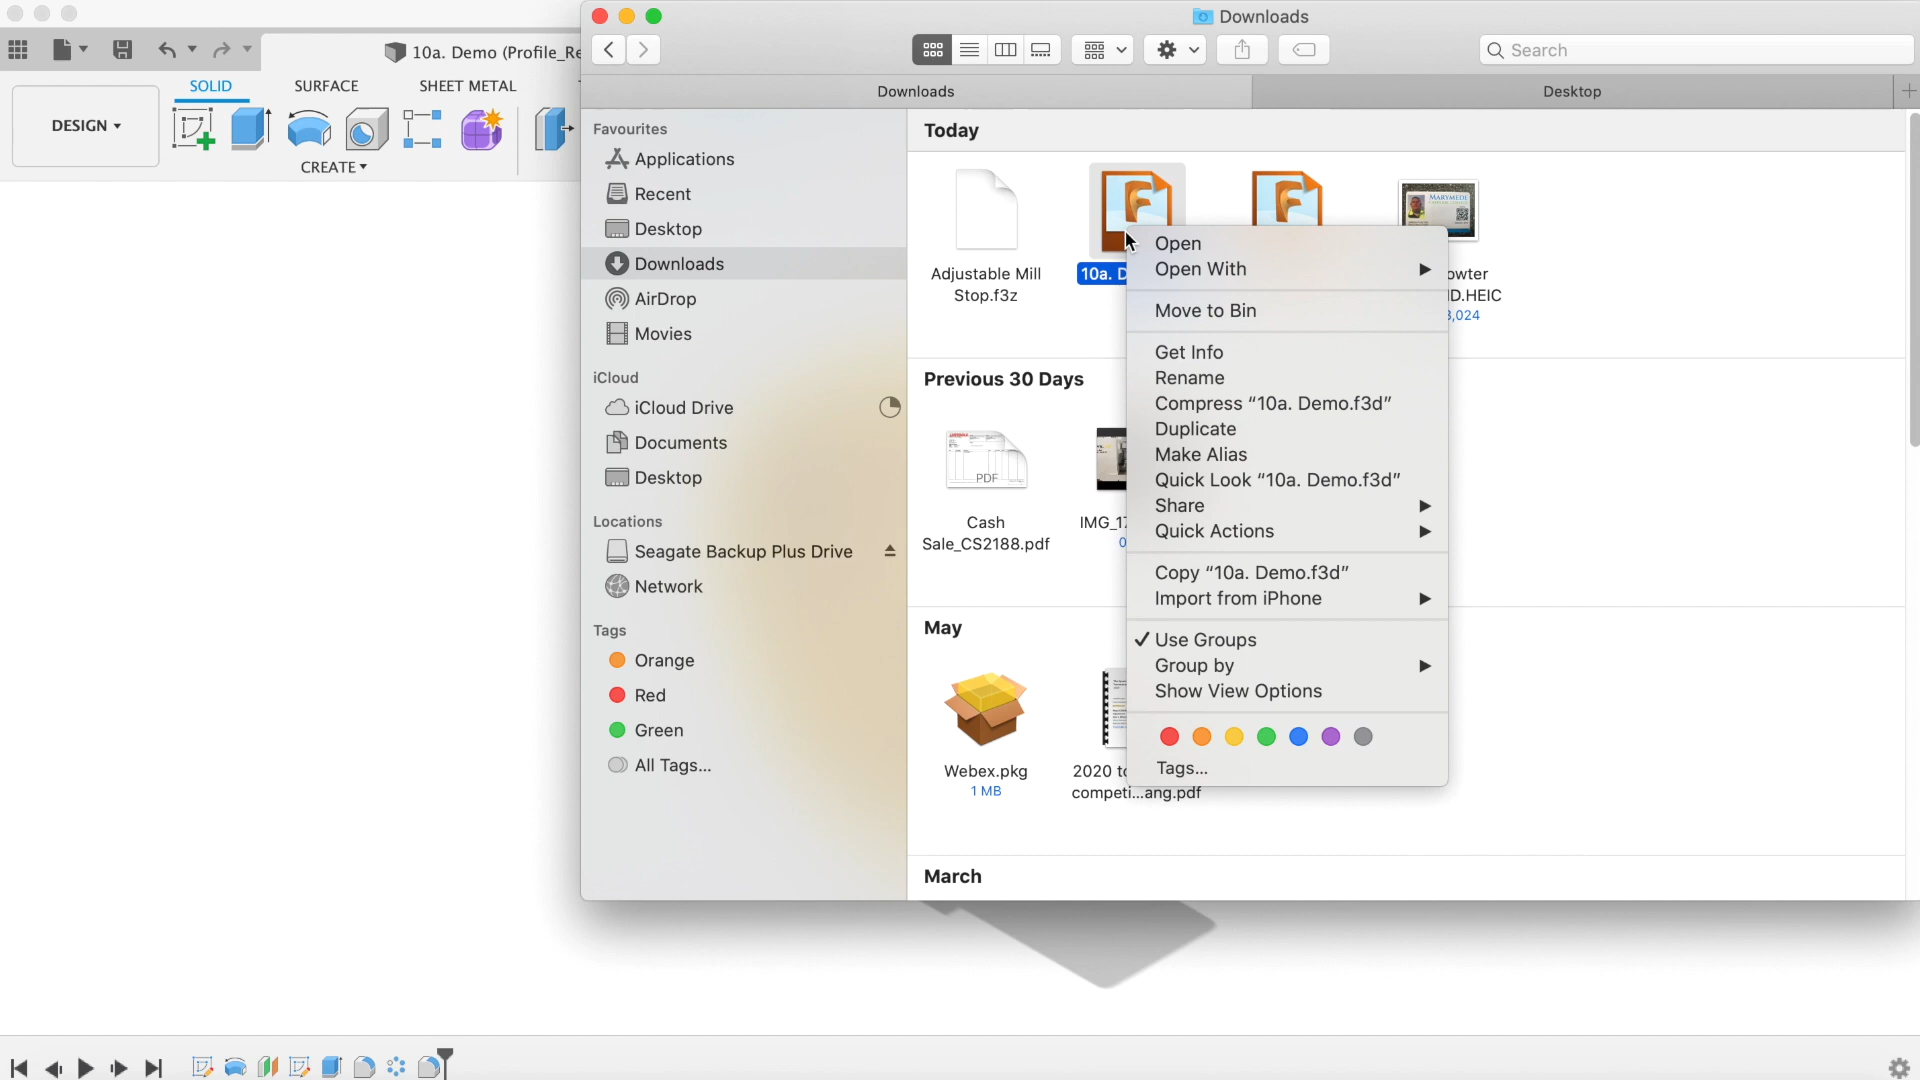 10a. Demo (Profile_Re
SOLID
SURFACE
SHEET METAL
DESIGN
CREATE
Downloads
Search
Downloads
Desktop
Favourites
Applications
Recent
Desktop
Downloads
AirDrop
Movies
iCloud
iCloud Drive
Documents
Desktop
Locations
Seagate Backup Plus Drive
Network
Tags
Orange
Red
Green
All Tags...
Today
Adjustable Mill
Stop.f3z
10a. D
owter
D.HEIC
3,024
Previous 30 Days
PDF
Cash
Sale_CS2188.pdf
IMG_17
0
May
Webex.pkg
1 MB
2020 to
competi...ang.pdf
March
MARYMEDE
Open
Open With
Move to Bin
Get Info
Rename
Compress “10a. Demo.f3d”
Duplicate
Make Alias
Quick Look “10a. Demo.f3d”
Share
Quick Actions
Copy “10a. Demo.f3d”
Import from iPhone
✓ Use Groups
Group by
Show View Options
Tags...